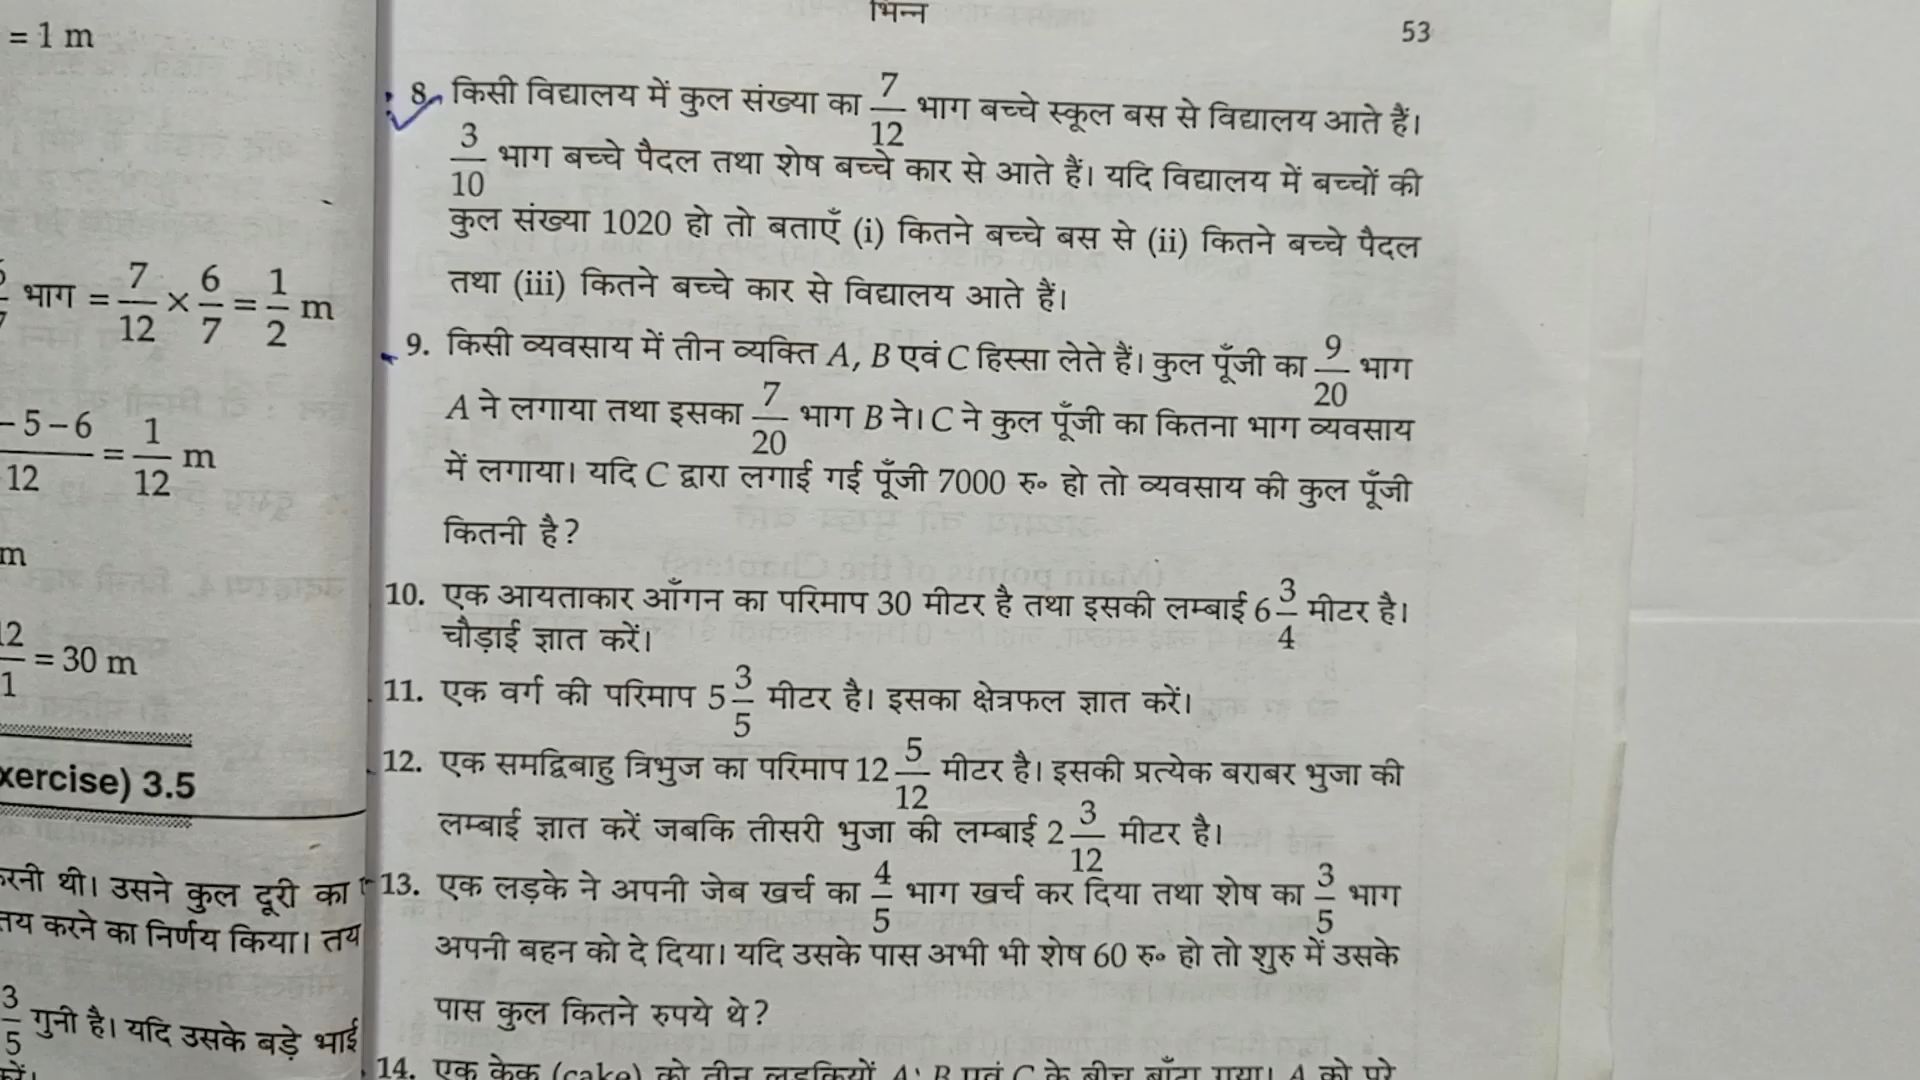 = 1 m
भाग = 7/12 × 6/7 = 1/2 m
-5-6/12 = 1/12 m
m
12/1 = 30 m
xercise) 3.5
रनी थी। उसने कुल दूरी का
तय करने का निर्णय किया। तय
3/5 गुनी है। यदि उसके बड़े भाई
भिन्न
53
8. किसी विद्यालय में कुल संख्या का 7/12 भाग बच्चे स्कूल बस से विद्यालय आते हैं।
3/10 भाग बच्चे पैदल तथा शेष बच्चे कार से आते हैं। यदि विद्यालय में बच्चों की
कुल संख्या 1020 हो तो बताएँ (i) कितने बच्चे बस से (ii) कितने बच्चे पैदल
तथा (iii) कितने बच्चे कार से विद्यालय आते हैं।
9. किसी व्यवसाय में तीन व्यक्ति A, B एवं C हिस्सा लेते हैं। कुल पूँजी का 9/20 भाग
A ने लगाया तथा इसका 7/20 भाग B ने। C ने कुल पूँजी का कितना भाग व्यवसाय
में लगाया। यदि C द्वारा लगाई गई पूँजी 7000 रु॰ हो तो व्यवसाय की कुल पूँजी
कितनी है?
10. एक आयताकार आँगन का परिमाप 30 मीटर है तथा इसकी लम्बाई 6 3/4 मीटर है।
चौड़ाई ज्ञात करें।
11. एक वर्ग की परिमाप 5 3/5 मीटर है। इसका क्षेत्रफल ज्ञात करें।
12. एक समद्विबाहु त्रिभुज का परिमाप 12 5/12 मीटर है। इसकी प्रत्येक बराबर भुजा की
लम्बाई ज्ञात करें जबकि तीसरी भुजा की लम्बाई 2 3/12 मीटर है।
13. एक लड़के ने अपनी जेब खर्च का 4/5 भाग खर्च कर दिया तथा शेष का 3/5 भाग
अपनी बहन को दे दिया। यदि उसके पास अभी भी शेष 60 रु॰ हो तो शुरु में उसके
पास कुल कितने रुपये थे?
14. एक केक (cake) को तीन लड़कियों A, B एवं C के बीच बाँटा गया। A को पूरे